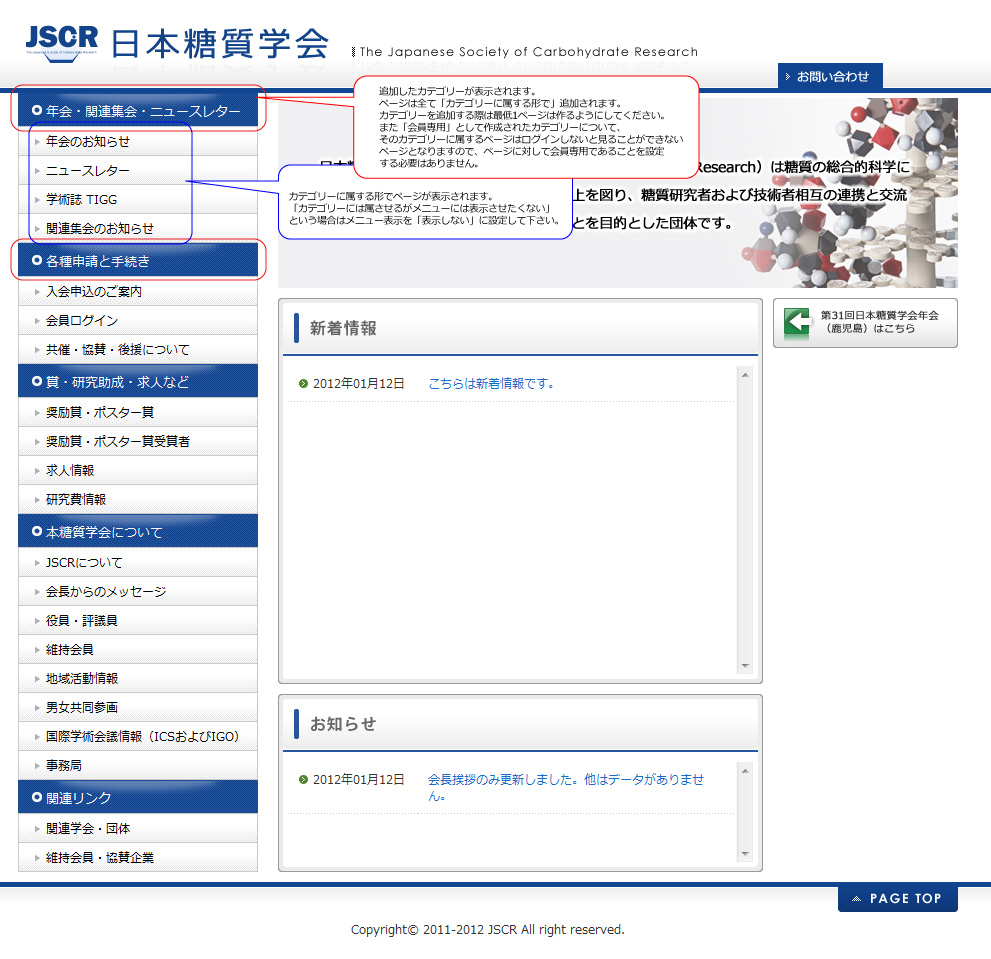 JSCR 日本糖質学会 The Japanese Society of Carbohydrate Research
お問い合わせ
年会・関連集会・ニュースレター
年会のお知らせ
ニュースレター
学術誌 TIGG
関連集会のお知らせ
各種申請と手続き
入会申込のご案内
会員ログイン
共催・協賛・後援について
賞・研究助成・求人など
奨励賞・ポスター賞
奨励賞・ポスター賞受賞者
求人情報
研究費情報
本糖質学会について
JSCRについて
会長からのメッセージ
役員・評議員
維持会員
地域活動情報
男女共同参画
国際学術会議情報（ICSおよびIGO）
事務局
関連リンク
関連学会・団体
維持会員・協賛企業
追加したカテゴリーが表示されます。
ページは全て「カテゴリーに属する形で」追加されます。
カテゴリーを追加する際は最低1ページは作るようにしてください。
また「会員専用」として作成されたカテゴリーについて、
そのカテゴリーに属するページはログインしないと見ることができない
ページとなりますので、ページに対して会員専用であることを設定
する必要はありません。
カテゴリーに属する形でページが表示されます。
「カテゴリーには属させるがメニューには表示させたくない」
という場合はメニュー表示を「表示しない」に設定して下さい。
Research）は糖質の総合的科学に
上を図り、糖質研究者および技術者相互の連携と交流
とを目的とした団体です。
新着情報
2012年01月12日 こちらは新着情報です。
第31回日本糖質学会年会
（鹿児島）はこちら
お知らせ
2012年01月12日 会長挨拶のみ更新しました。他はデータがありませ
ん。
PAGE TOP
Copyright© 2011-2012 JSCR All right reserved.